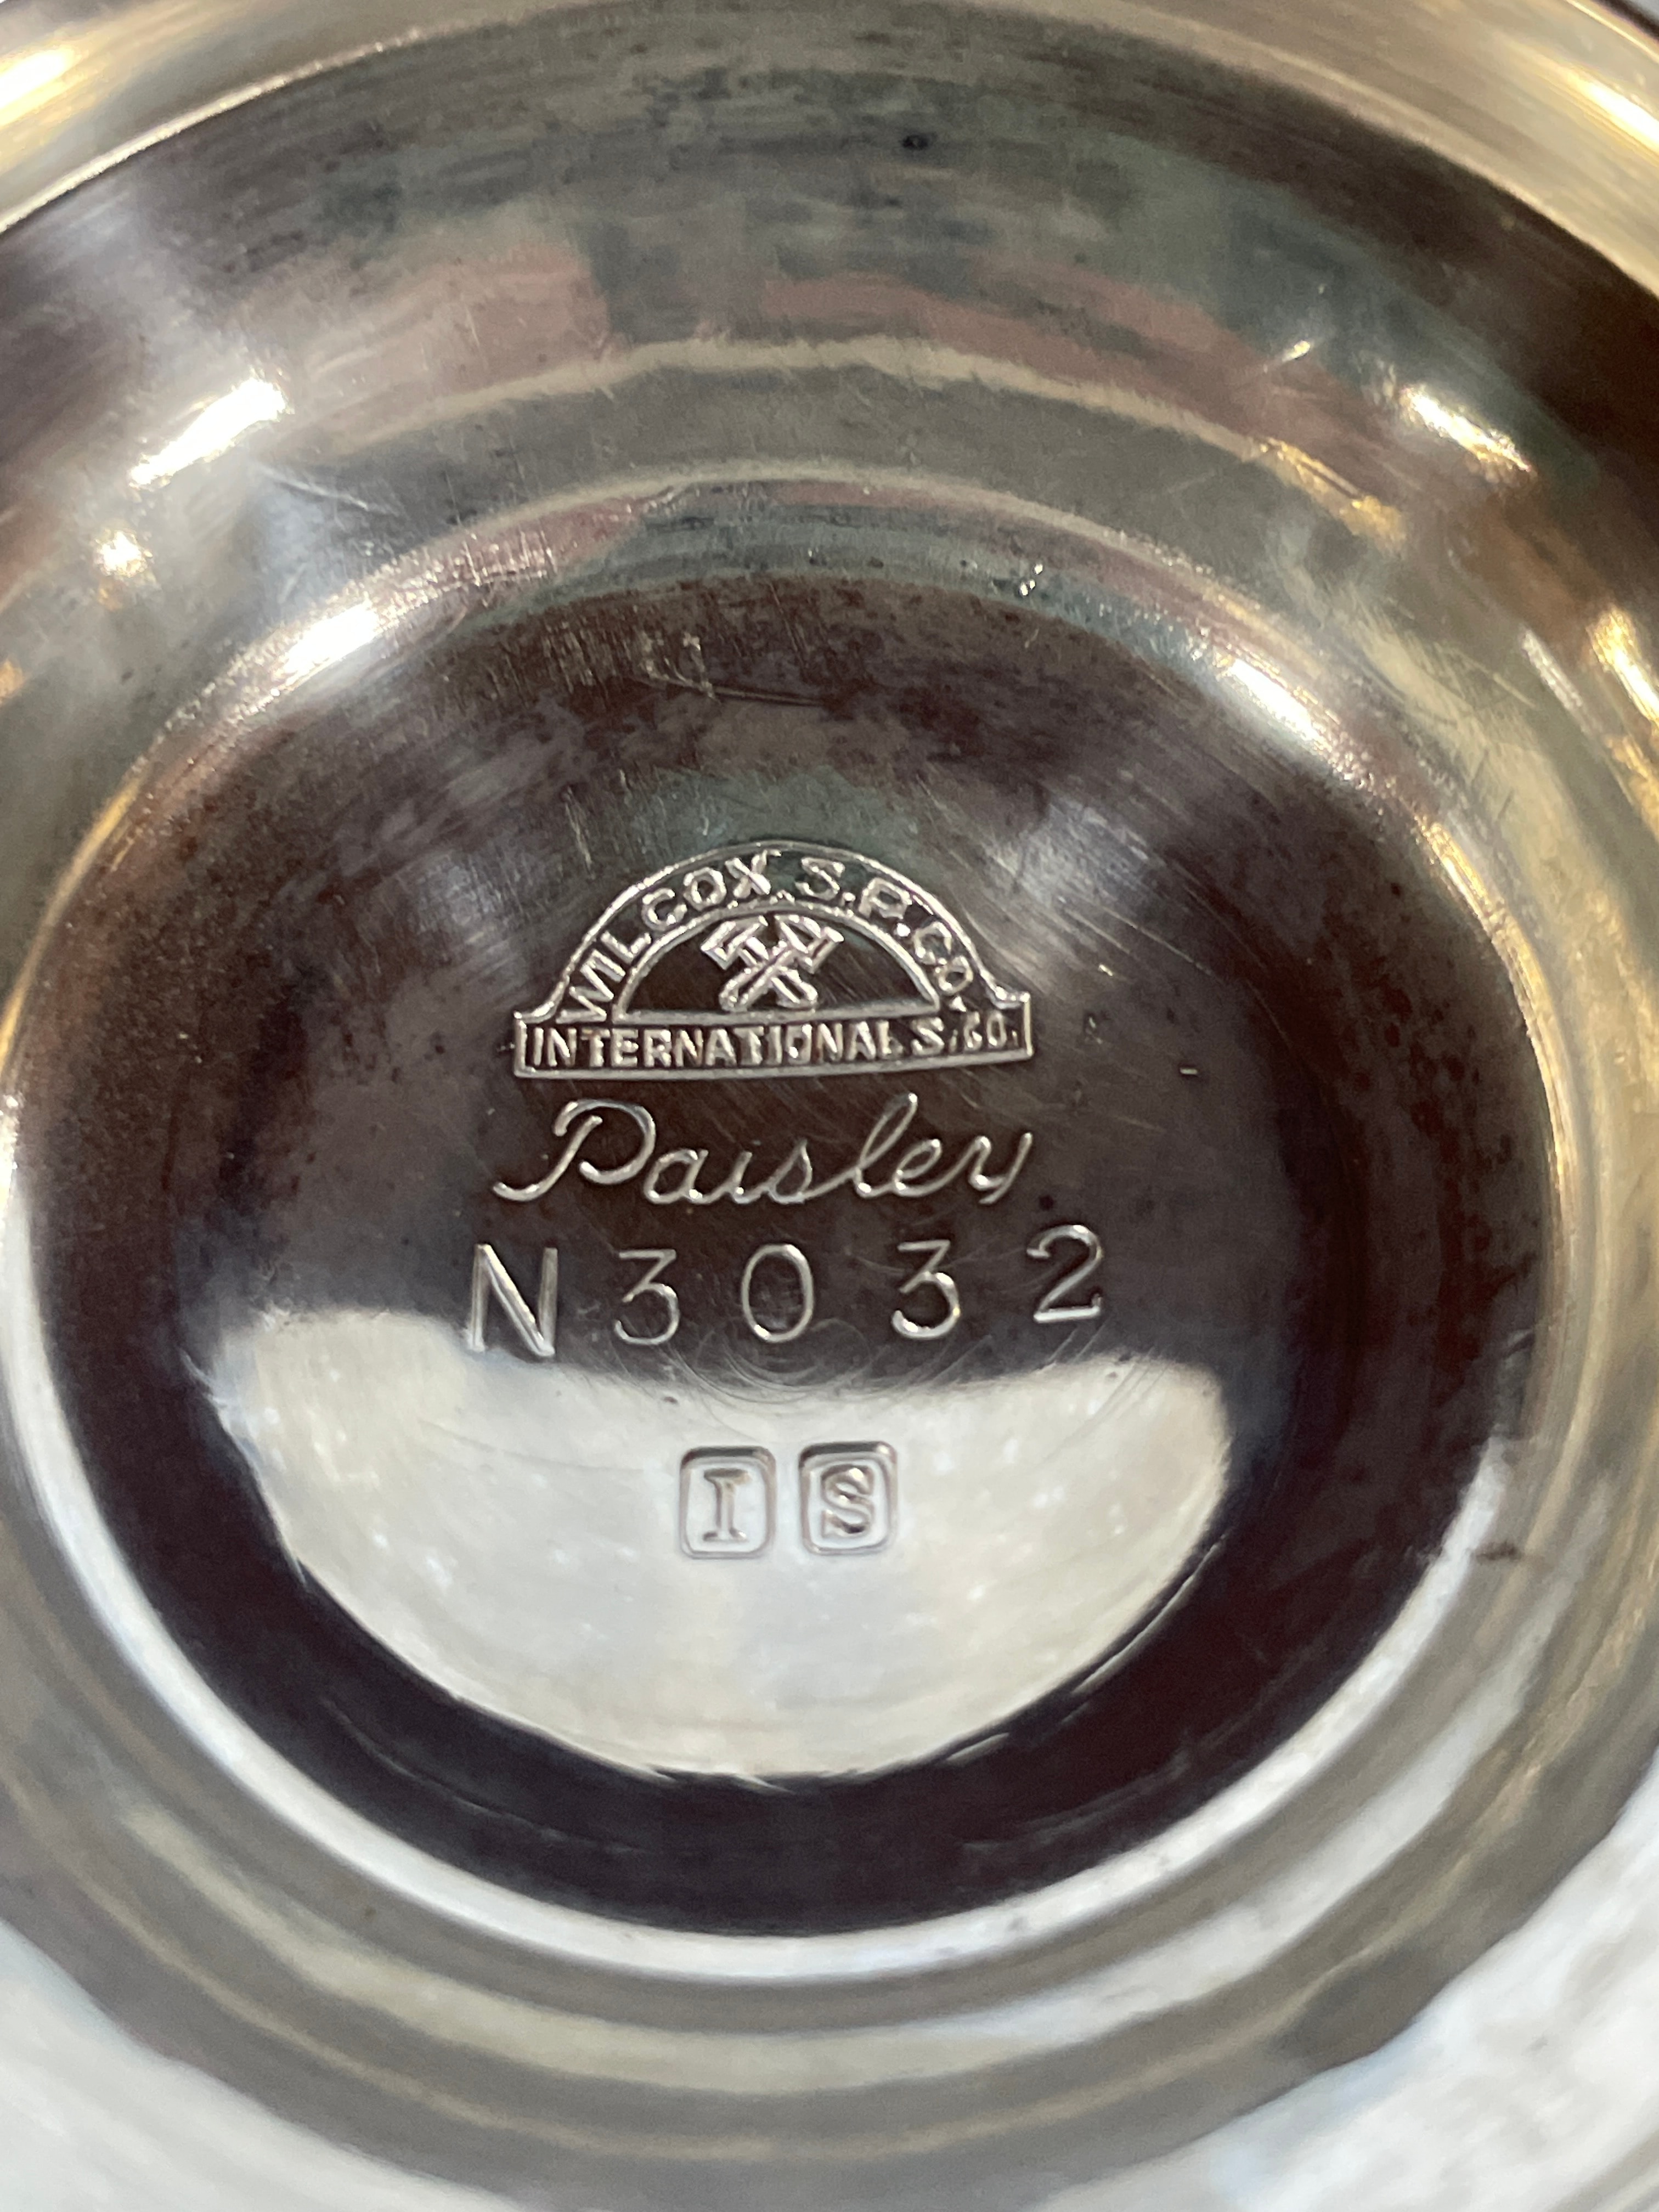 WILCOX S.P. CO.
INTERNATIONAL S. CO.
Paisley
N3032
I S